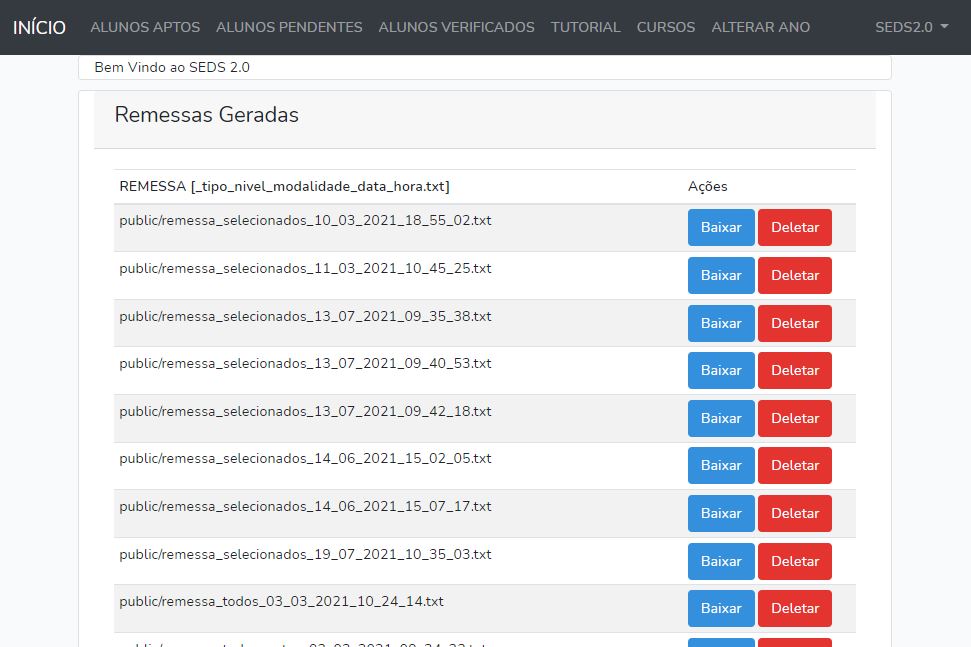 INÍCIO ALUNOS APTOS ALUNOS PENDENTES ALUNOS VERIFICADOS TUTORIAL CURSOS ALTERAR ANO SEDS2.0
Bem Vindo ao SEDS 2.0
Remessas Geradas
REMESSA [_tipo_nivel_modalidade_data_hora.txt] Ações
public/remessa_selecionados_10_03_2021_18_55_02.txt Baixar Deletar
public/remessa_selecionados_11_03_2021_10_45_25.txt Baixar Deletar
public/remessa_selecionados_13_07_2021_09_35_38.txt Baixar Deletar
public/remessa_selecionados_13_07_2021_09_40_53.txt Baixar Deletar
public/remessa_selecionados_13_07_2021_09_42_18.txt Baixar Deletar
public/remessa_selecionados_14_06_2021_15_02_05.txt Baixar Deletar
public/remessa_selecionados_14_06_2021_15_07_17.txt Baixar Deletar
public/remessa_selecionados_19_07_2021_10_35_03.txt Baixar Deletar
public/remessa_todos_03_03_2021_10_24_14.txt Baixar Deletar